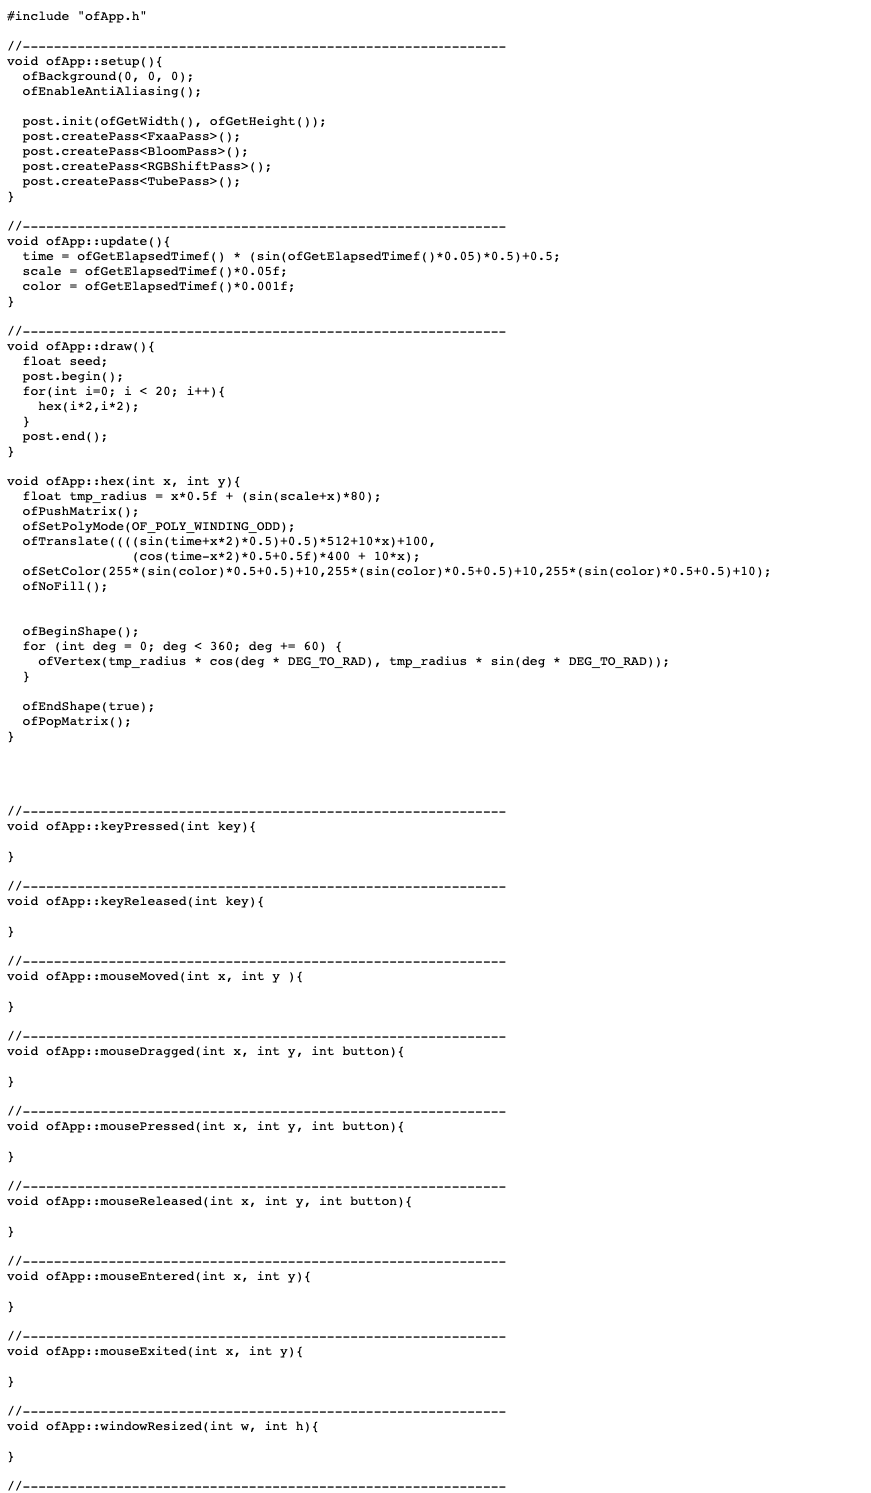 #include "ofApp.h"

//--------------------------------------------------------------
void ofApp::setup(){
  ofBackground(0, 0, 0);
  ofEnableAntiAliasing();

  post.init(ofGetWidth(), ofGetHeight());
  post.createPass<FxaaPass>();
  post.createPass<BloomPass>();
  post.createPass<RGBShiftPass>();
  post.createPass<TubePass>();
}

//--------------------------------------------------------------
void ofApp::update(){
  time = ofGetElapsedTimef() * (sin(ofGetElapsedTimef()*0.05)*0.5)+0.5;
  scale = ofGetElapsedTimef()*0.05f;
  color = ofGetElapsedTimef()*0.001f;
}

//--------------------------------------------------------------
void ofApp::draw(){
  float seed;
  post.begin();
  for(int i=0; i < 20; i++){
    hex(i*2,i*2);
  }
  post.end();
}

void ofApp::hex(int x, int y){
  float tmp_radius = x*0.5f + (sin(scale+x)*80);
  ofPushMatrix();
  ofSetPolyMode(OF_POLY_WINDING_ODD);
  ofTranslate((((sin(time+x*2)*0.5)+0.5)*512+10*x)+100,
                (cos(time-x*2)*0.5+0.5f)*400 + 10*x);
  ofSetColor(255*(sin(color)*0.5+0.5)+10,255*(sin(color)*0.5+0.5)+10,255*(sin(color)*0.5+0.5)+10);
  ofNoFill();


  ofBeginShape();
  for (int deg = 0; deg < 360; deg += 60) {
    ofVertex(tmp_radius * cos(deg * DEG_TO_RAD), tmp_radius * sin(deg * DEG_TO_RAD));
  }

  ofEndShape(true);
  ofPopMatrix();
}




//--------------------------------------------------------------
void ofApp::keyPressed(int key){

}

//--------------------------------------------------------------
void ofApp::keyReleased(int key){

}

//--------------------------------------------------------------
void ofApp::mouseMoved(int x, int y ){

}

//--------------------------------------------------------------
void ofApp::mouseDragged(int x, int y, int button){

}

//--------------------------------------------------------------
void ofApp::mousePressed(int x, int y, int button){

}

//--------------------------------------------------------------
void ofApp::mouseReleased(int x, int y, int button){

}

//--------------------------------------------------------------
void ofApp::mouseEntered(int x, int y){

}

//--------------------------------------------------------------
void ofApp::mouseExited(int x, int y){

}

//--------------------------------------------------------------
void ofApp::windowResized(int w, int h){

}

//--------------------------------------------------------------